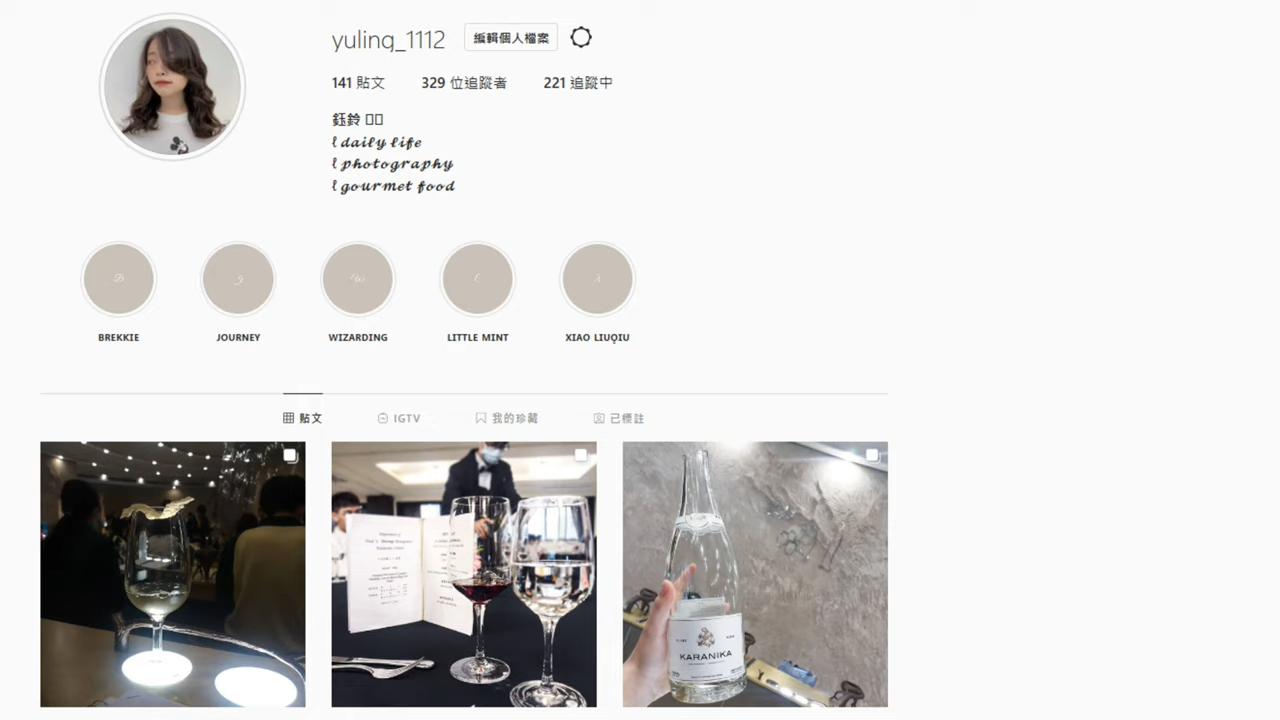 yuling_1112 編輯個人檔案
141 貼文 329 位追蹤者 221 追蹤中
鈺鈴
ℓ daily life
ℓ photography
ℓ gourmet food
BREKKIE JOURNEY WIZARDING LITTLE MINT XIAO LIUQIU
貼文 IGTV 我的珍藏 已標註
KARANIKA